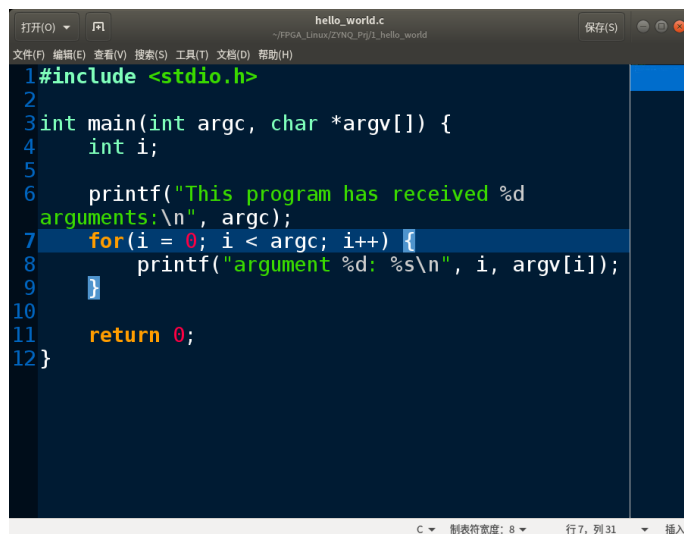 打开(O)
hello_world.c
~/FPGA_Linux/ZYNQ_Prj/1_hello_world
保存(S)
文件(F) 编辑(E) 查看(V) 搜索(S) 工具(T) 文档(D) 帮助(H)
1 #include <stdio.h>
2
3 int main(int argc, char *argv[]) {
4     int i;
5
6     printf("This program has received %d
arguments:\n", argc);
7     for(i = 0; i < argc; i++) {
8         printf("argument %d: %s\n", i, argv[i]);
9     }
10
11     return 0;
12 }
C 制表符宽度：8 行 7，列 31 插入